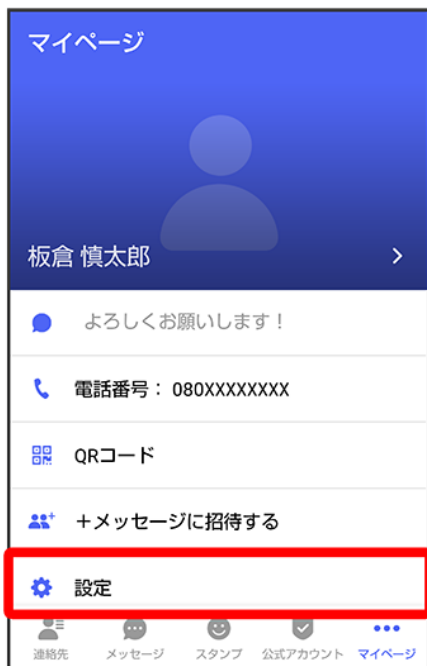 マイページ
板倉 慎太郎
よろしくお願いします！
電話番号： 080XXXXXXXX
QRコード
＋メッセージに招待する
設定
連絡先 メッセージ スタンプ 公式アカウント マイページ